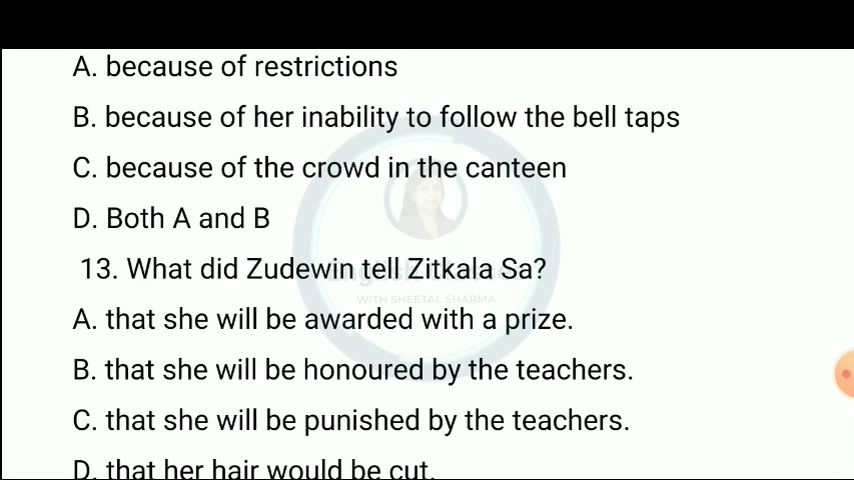 A. because of restrictions
B. because of her inability to follow the bell taps
C. because of the crowd in the canteen
D. Both A and B
13. What did Zudewin tell Zitkala Sa?
WITH SHEETAL SHARMA
A. that she will be awarded with a prize.
B. that she will be honoured by the teachers.
C. that she will be punished by the teachers.
D. that her hair would be cut.